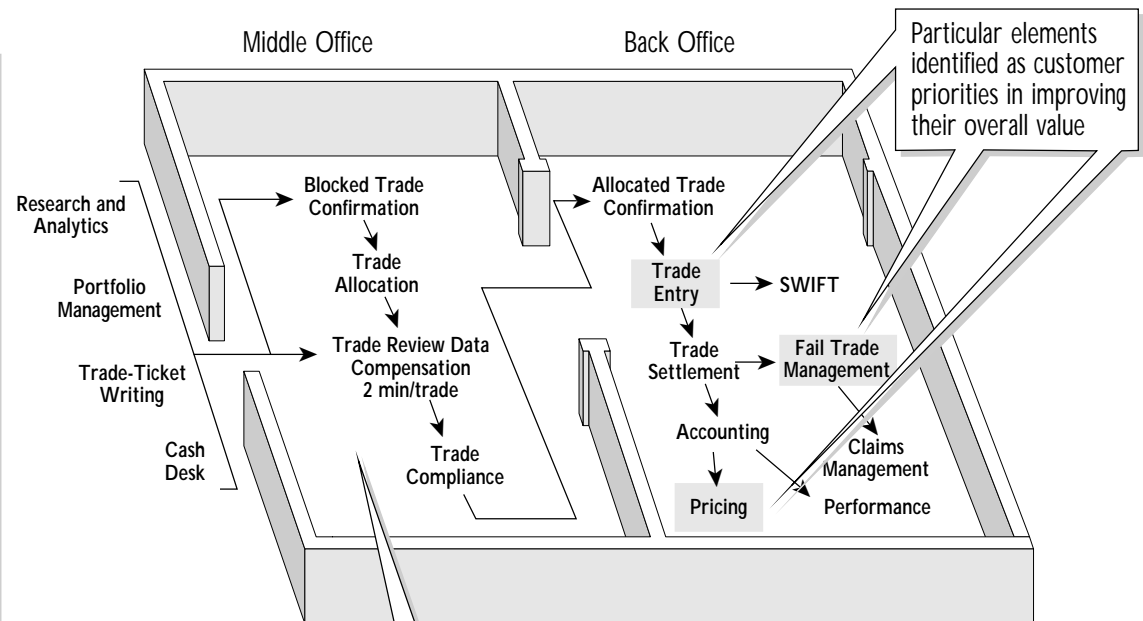 Middle Office
Back Office
Particular elements
identified as customer
priorities in improving
their overall value
Research and
Analytics
Portfolio
Management
Trade-Ticket
Writing
Cash
Desk
Blocked Trade
Confirmation
Trade
Allocation
Trade Review Data
Compensation
2 min/trade
Trade
Compliance
Allocated Trade
Confirmation
Trade
Entry
SWIFT
Trade
Settlement
Fail Trade
Management
Accounting
Claims
Management
Pricing
Performance